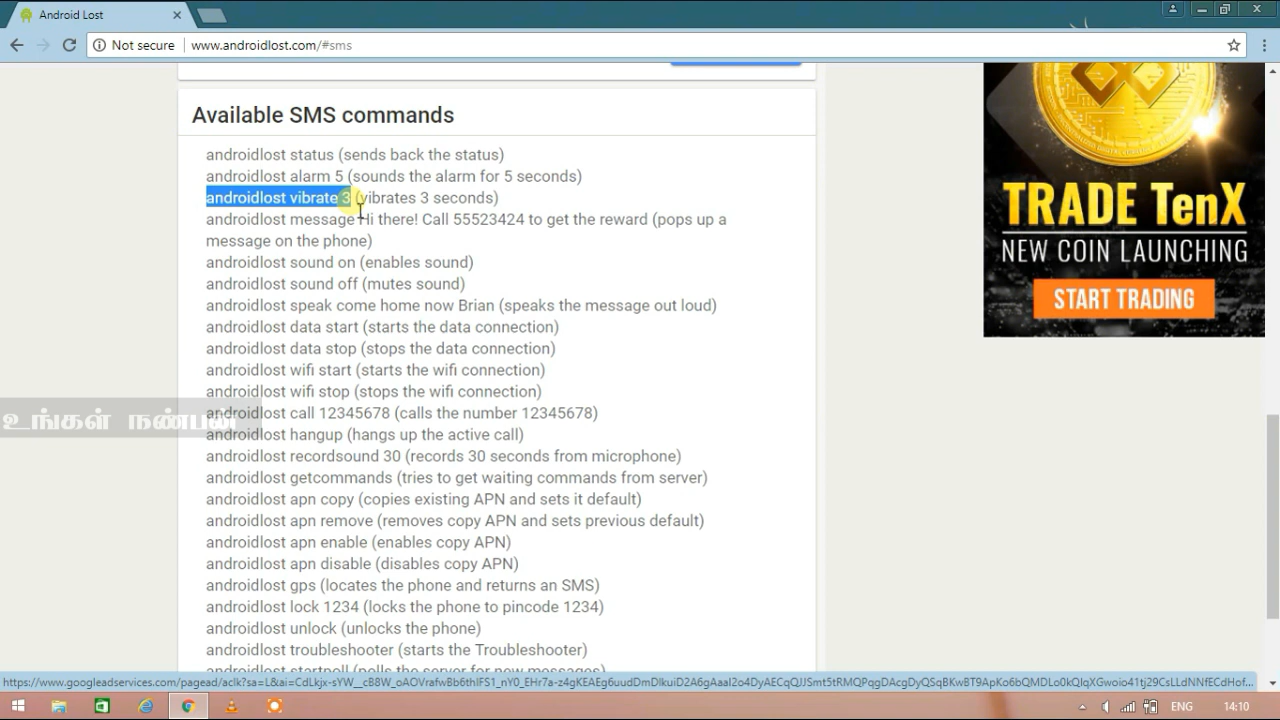 Android Lost
Not secure
www.androidlost.com/#sms
Available SMS commands
androidlost status (sends back the status)
androidlost alarm 5 (sounds the alarm for 5 seconds)
androidlost vibrate 3 (vibrates 3 seconds)
androidlost message Hi there! Call 55523424 to get the reward (pops up a
message on the phone)
androidlost sound on (enables sound)
androidlost sound off (mutes sound)
androidlost speak come home now Brian (speaks the message out loud)
androidlost data start (starts the data connection)
androidlost data stop (stops the data connection)
androidlost wifi start (starts the wifi connection)
androidlost wifi stop (stops the wifi connection)
androidlost call 12345678 (calls the number 12345678)
androidlost hangup (hangs up the active call)
androidlost recordsound 30 (records 30 seconds from microphone)
androidlost getcommands (tries to get waiting commands from server)
androidlost apn copy (copies existing APN and sets it default)
androidlost apn remove (removes copy APN and sets previous default)
androidlost apn enable (enables copy APN)
androidlost apn disable (disables copy APN)
androidlost gps (locates the phone and returns an SMS)
androidlost lock 1234 (locks the phone to pincode 1234)
androidlost unlock (unlocks the phone)
androidlost troubleshooter (starts the Troubleshooter)
androidlost startpoll (polls the server for new messages)
TRADE TenX
NEW COIN LAUNCHING
START TRADING
உங்கள் நண்பன்
ENG
14:10